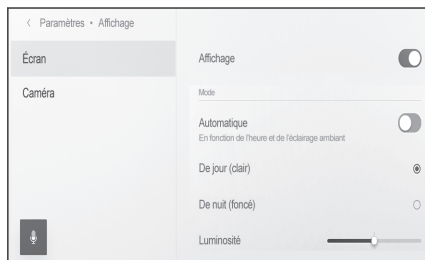 < Paramètres • Affichage
Écran
Caméra
Affichage
Mode
Automatique
En fonction de l'heure et de l'éclairage ambiant
De jour (clair)
De nuit (foncé)
Luminosité